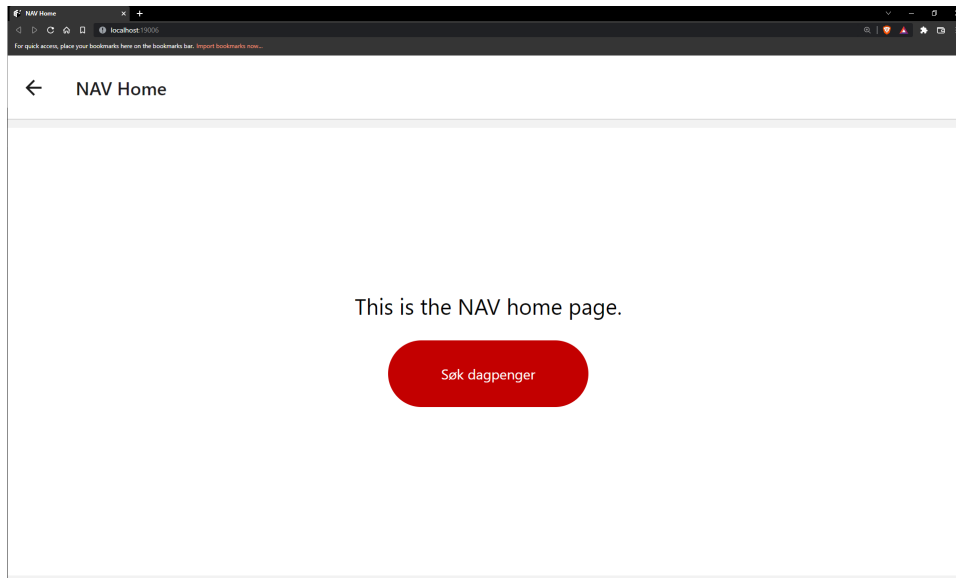 NAV Home
localhost:19006
For quick access, place your bookmarks here on the bookmarks bar. Import bookmarks now...
NAV Home
This is the NAV home page.
Søk dagpenger